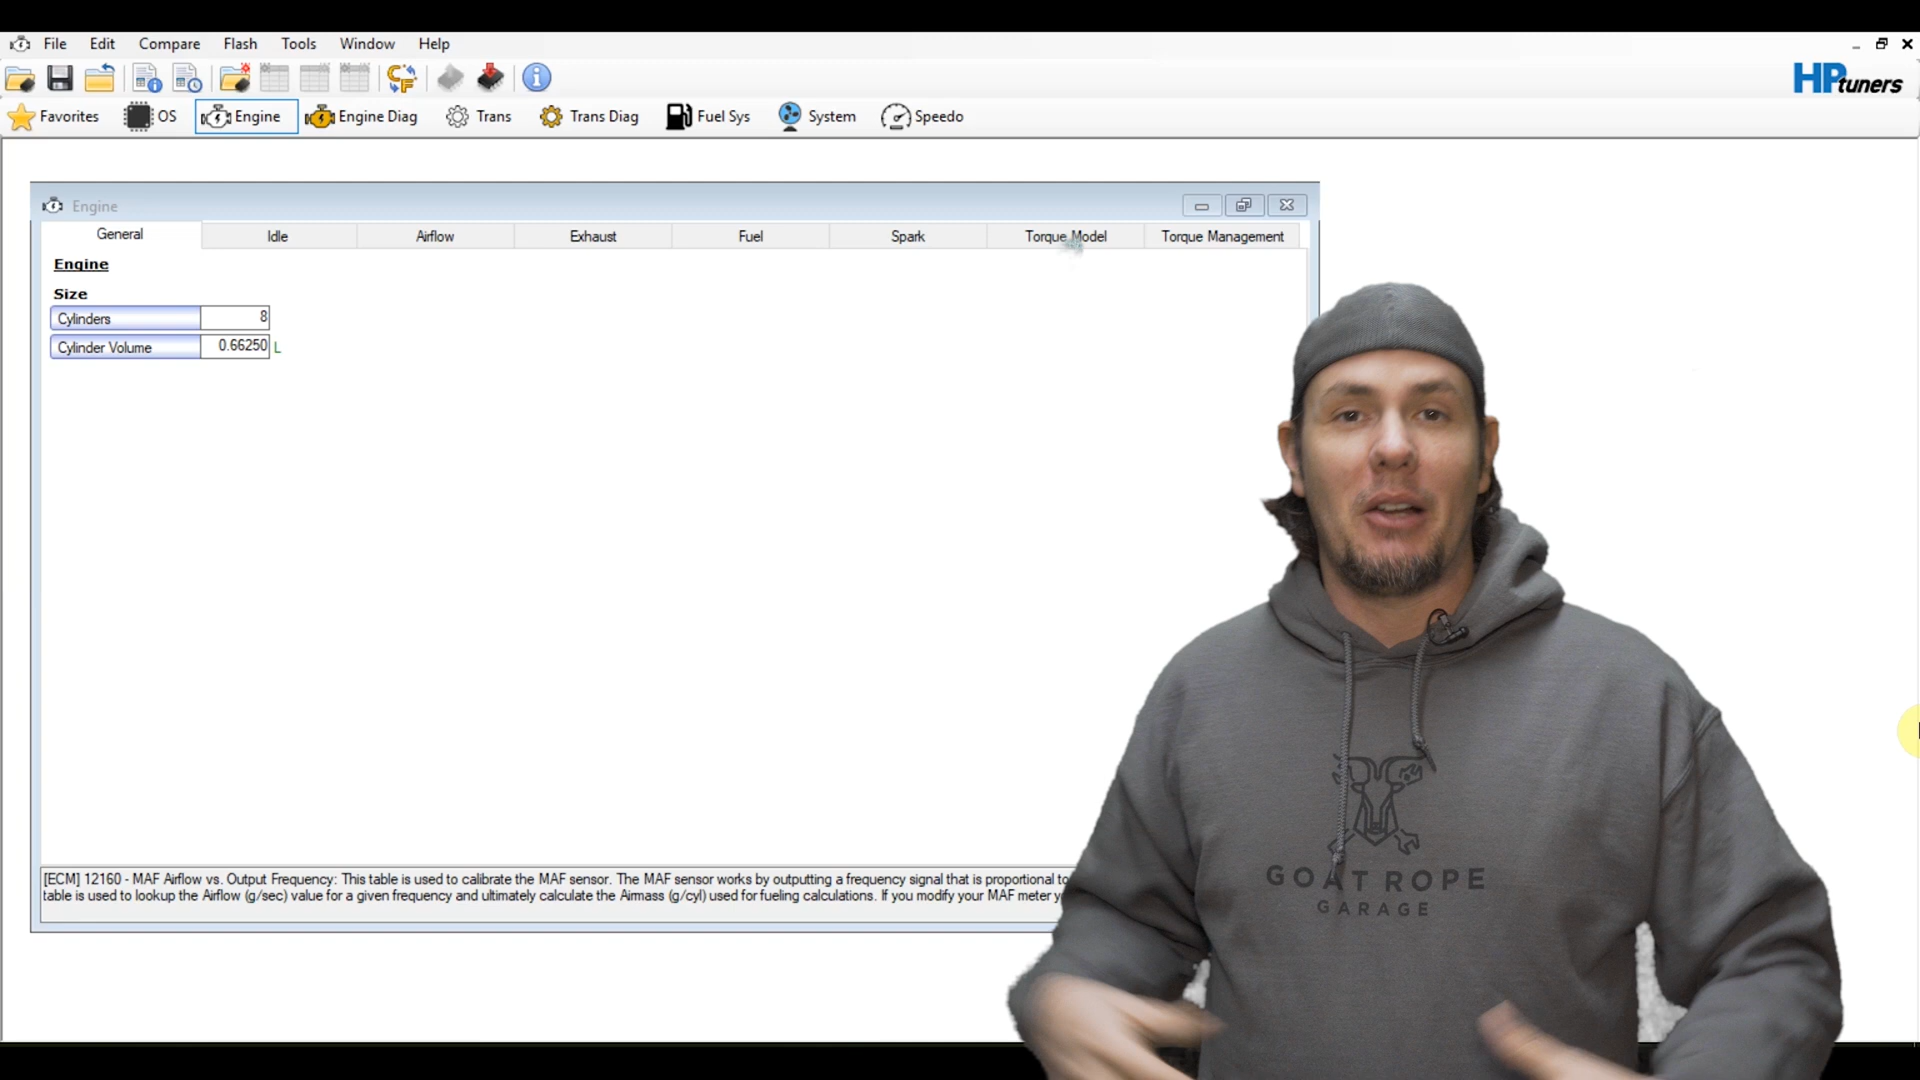 File Edit Compare Flash Tools Window Help
HPtuners
Favorites OS Engine Engine Diag Trans Trans Diag Fuel Sys System Speedo
Engine
General Idle Airflow Exhaust Fuel Spark Torque Model Torque Management
Engine
Size
Cylinders 8
Cylinder Volume 0.66250 L
[ECM] 12160 - MAF Airflow vs. Output Frequency: This table is used to calibrate the MAF sensor. The MAF sensor works by outputting a frequency signal that is proportional to
table is used to lookup the Airflow (g/sec) value for a given frequency and ultimately calculate the Airmass (g/cyl) used for fueling calculations. If you modify your MAF meter
GOAT ROPE
GARAGE